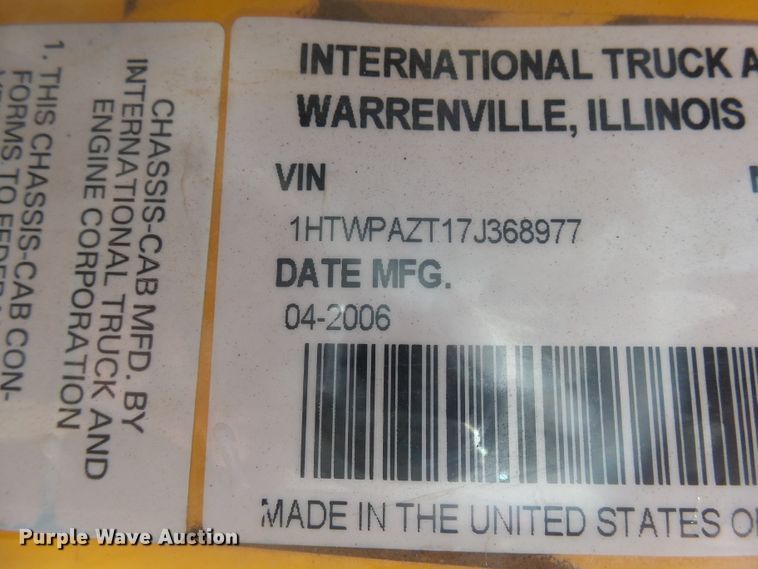 CHASSIS-CAB MFD. BY
INTERNATIONAL TRUCK AND
ENGINE CORPORATION
1. THIS CHASSIS-CAB CON-
FORMS TO
INTERNATIONAL TRUCK
WARRENVILLE, ILLINOIS
VIN
1HTWPAZT17J368977
DATE MFG.
04-2006
MADE IN THE UNITED STATES
Purple Wave Auction